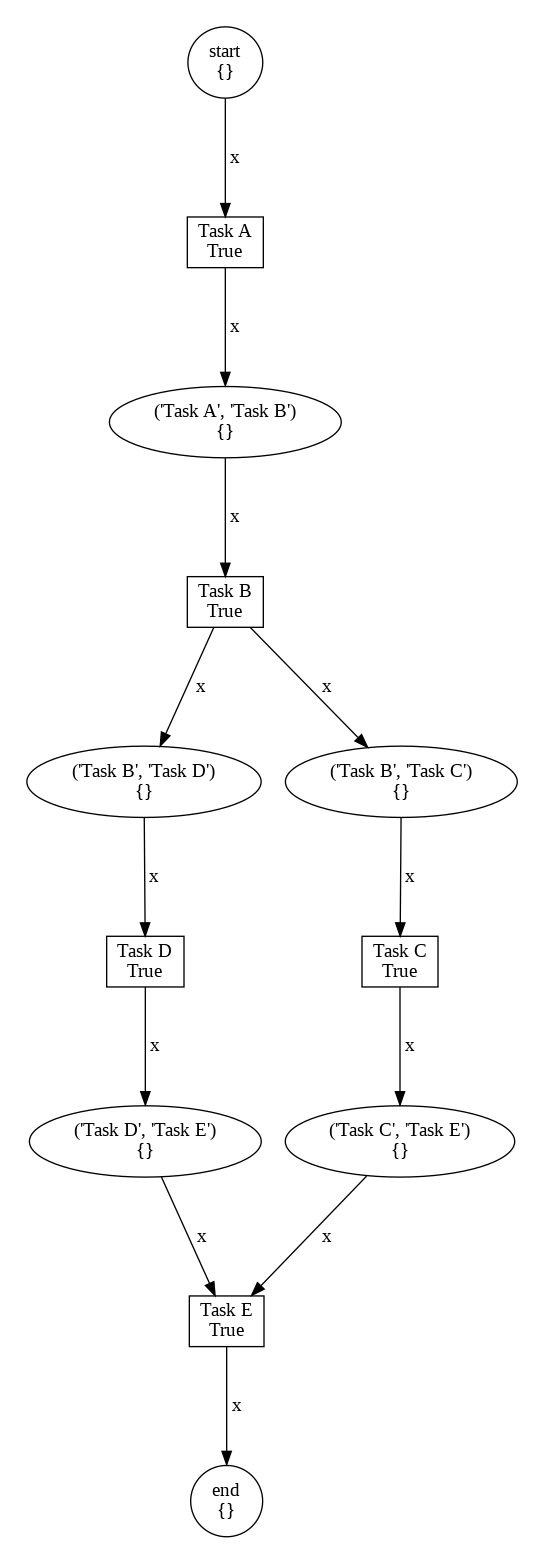 start
{}
x
Task A
True
x
('Task A', 'Task B')
{}
x
Task B
True
x
x
('Task B', 'Task D')
{}
('Task B', 'Task C')
{}
x
x
Task D
True
Task C
True
x
x
('Task D', 'Task E')
{}
('Task C', 'Task E')
{}
x
x
Task E
True
x
end
{}